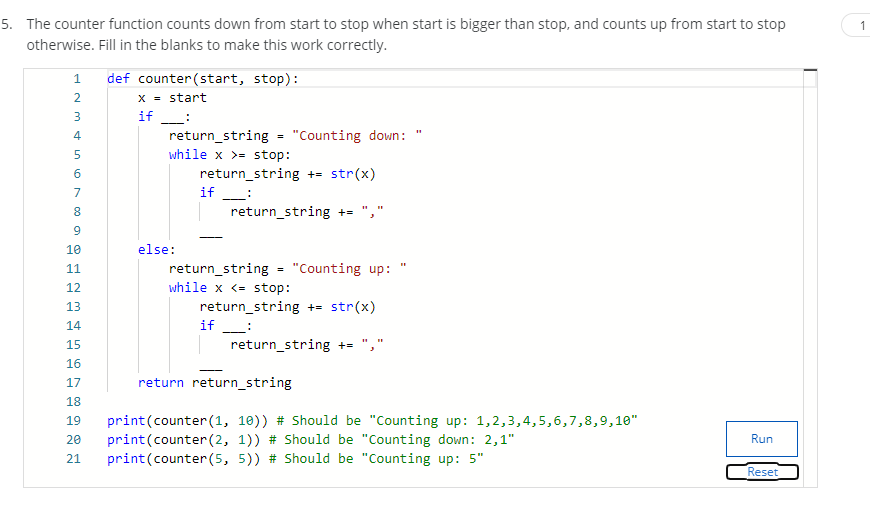 5. The counter function counts down from start to stop when start is bigger than stop, and counts up from start to stop
otherwise. Fill in the blanks to make this work correctly.
1
1 def counter(start, stop):
2     x = start
3     if ___:
4         return_string = "Counting down: "
5         while x >= stop:
6             return_string += str(x)
7             if ___:
8                 return_string += ","
9             ___
10     else:
11         return_string = "Counting up: "
12         while x <= stop:
13             return_string += str(x)
14             if ___:
15                 return_string += ","
16             ___
17     return return_string
18
19 print(counter(1, 10)) # Should be "Counting up: 1,2,3,4,5,6,7,8,9,10"
20 print(counter(2, 1)) # Should be "Counting down: 2,1"
21 print(counter(5, 5)) # Should be "Counting up: 5"
Run
Reset